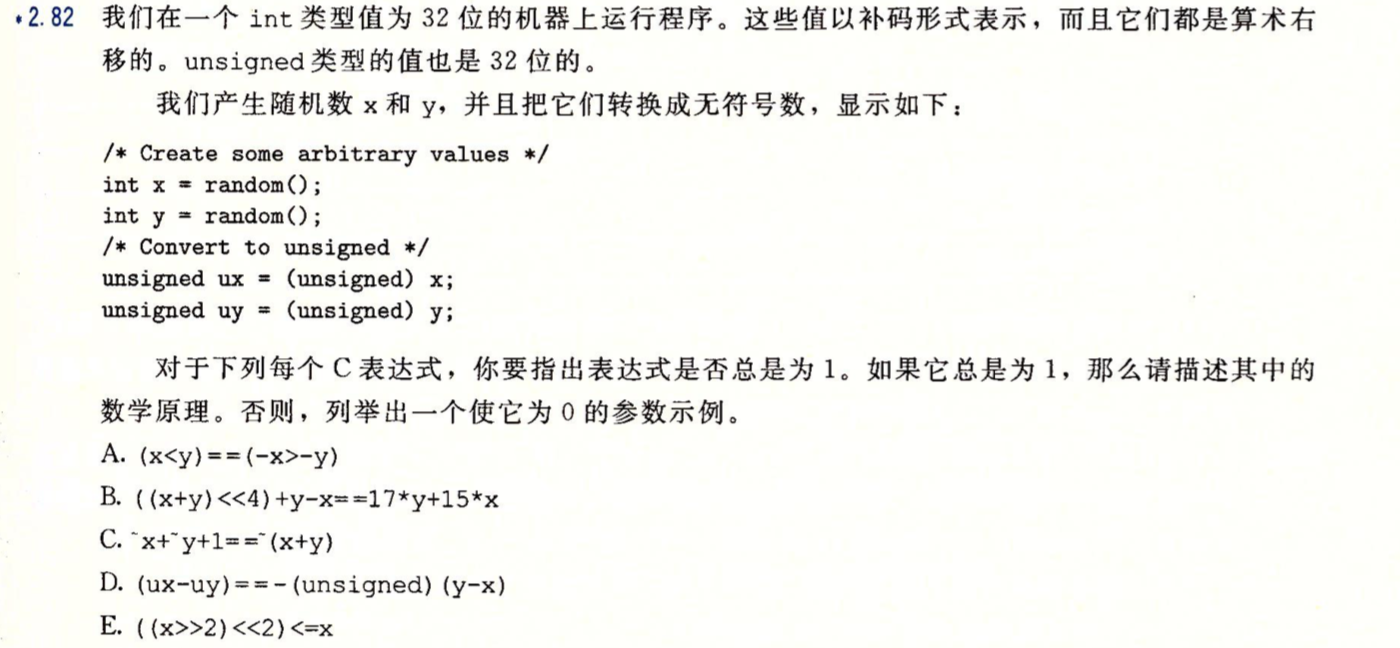 *2.82 我们在一个 int 类型值为 32 位的机器上运行程序。这些值以补码形式表示，而且它们都是算术右
移的。unsigned 类型的值也是 32 位的。
我们产生随机数 x 和 y，并且把它们转换成无符号数，显示如下：
/* Create some arbitrary values */
int x = random();
int y = random();
/* Convert to unsigned */
unsigned ux = (unsigned) x;
unsigned uy = (unsigned) y;
对于下列每个 C 表达式，你要指出表达式是否总是为 1。如果它总是为 1，那么请描述其中的
数学原理。否则，列举出一个使它为 0 的参数示例。
A. (x<y)==(-x>-y)
B. ((x+y)<<4)+y-x==17*y+15*x
C. ~x+~y+1==~(x+y)
D. (ux-uy)==-(unsigned)(y-x)
E. ((x>>2)<<2)<=x